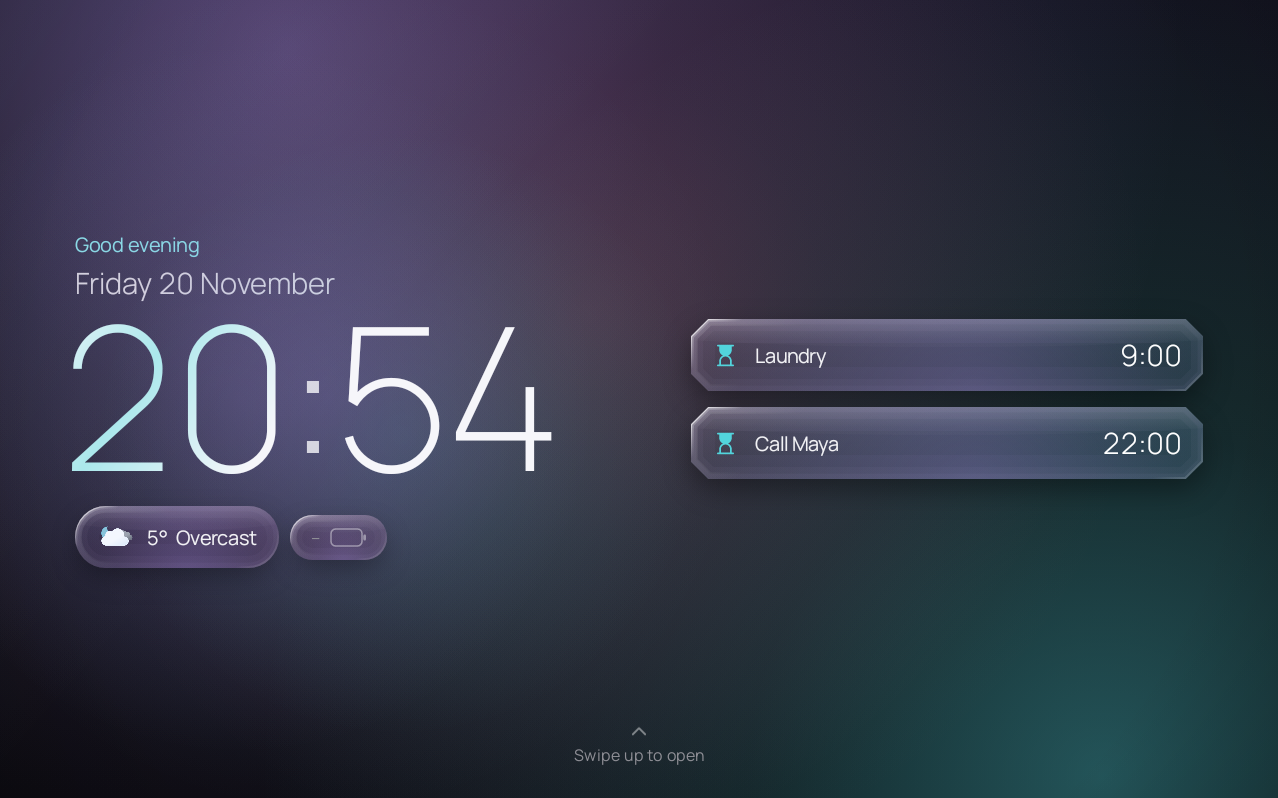 Good evening
Friday 20 November
20:54
5° Overcast
–
Laundry 9:00
Call Maya 22:00
Swipe up to open